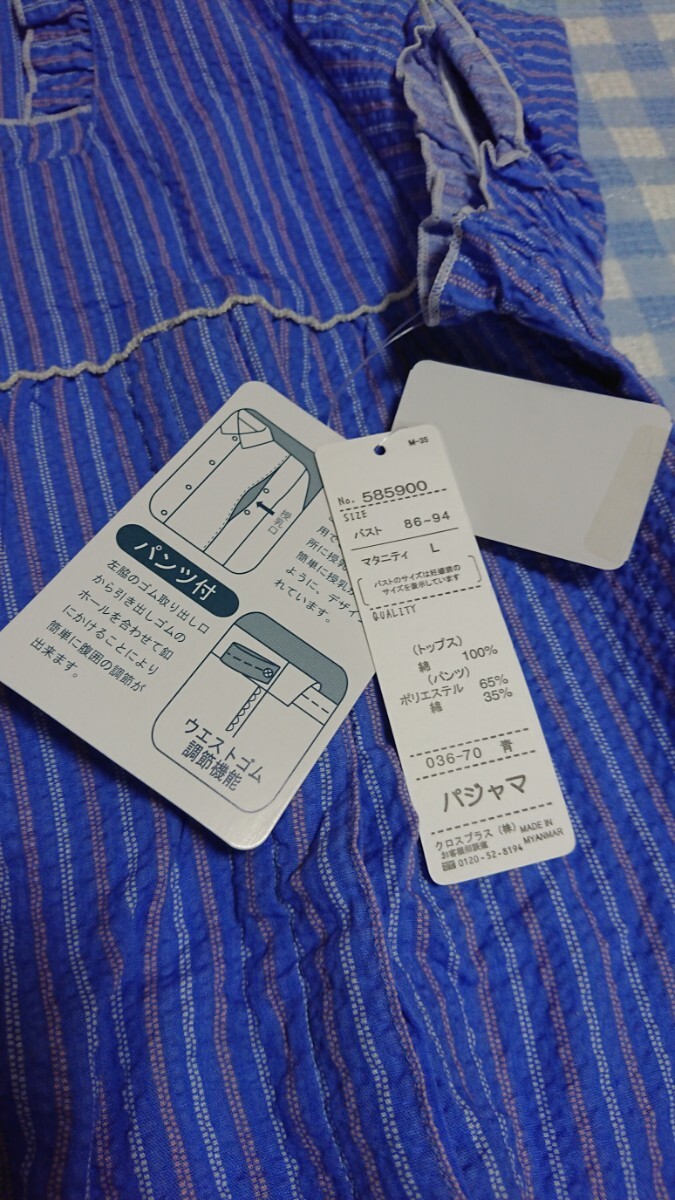 授乳口
用で
所に授乳
簡単に授乳が
ように、デザイン
れています。
パンツ付
左脇のゴム取り出し口
から引き出しゴムの
ホールを合わせて釦
にかけることにより
簡単に腹囲の調節が
出来ます。
ウエストゴム
調節機能
M-35
No. 585900
SIZE
バスト 86~94
マタニティ L
バストのサイズは妊娠前の
サイズを表示しています
QUALITY
(トップス)
綿 100%
(パンツ)
ポリエステル 65%
綿 35%
036-70 青
パジャマ
クロスプラス (株) MADE IN
MYANMAR
お客様相談室
0120-52-8194